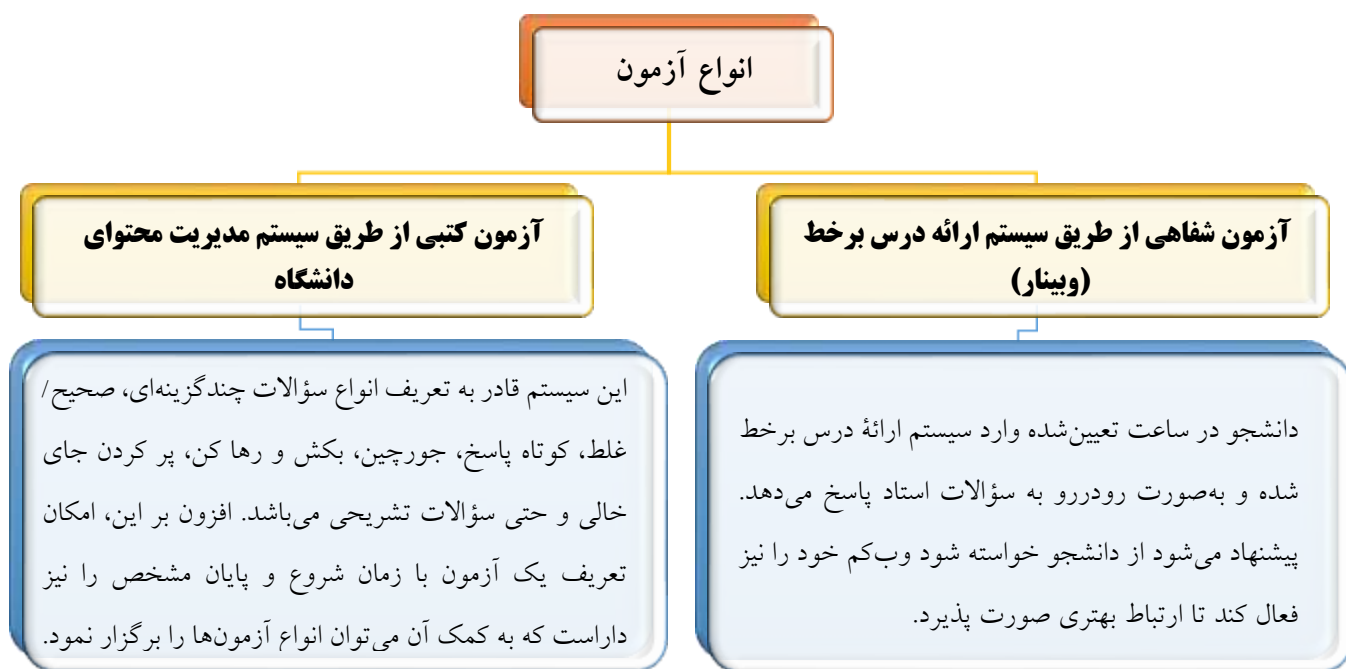 انواع آزمون
آزمون شفاهی از طریق سیستم ارائه درس برخط
(وبینار)
دانشجو در ساعت تعیین‌شده وارد سیستم ارائهٔ درس برخط
شده و به‌صورت رودررو به سؤالات استاد پاسخ می‌دهد.
پیشنهاد می‌شود از دانشجو خواسته شود وب‌کم خود را نیز
فعال کند تا ارتباط بهتری صورت پذیرد.
آزمون کتبی از طریق سیستم مدیریت محتوای
دانشگاه
این سیستم قادر به تعریف انواع سؤالات چندگزینه‌ای، صحیح/
غلط، کوتاه پاسخ، جورچین، بکش و رها کن، پر کردن جای
خالی و حتی سؤالات تشریحی می‌باشد. افزون بر این، امکان
تعریف یک آزمون با زمان شروع و پایان مشخص را نیز
داراست که به کمک آن می‌توان انواع آزمون‌ها را برگزار نمود.